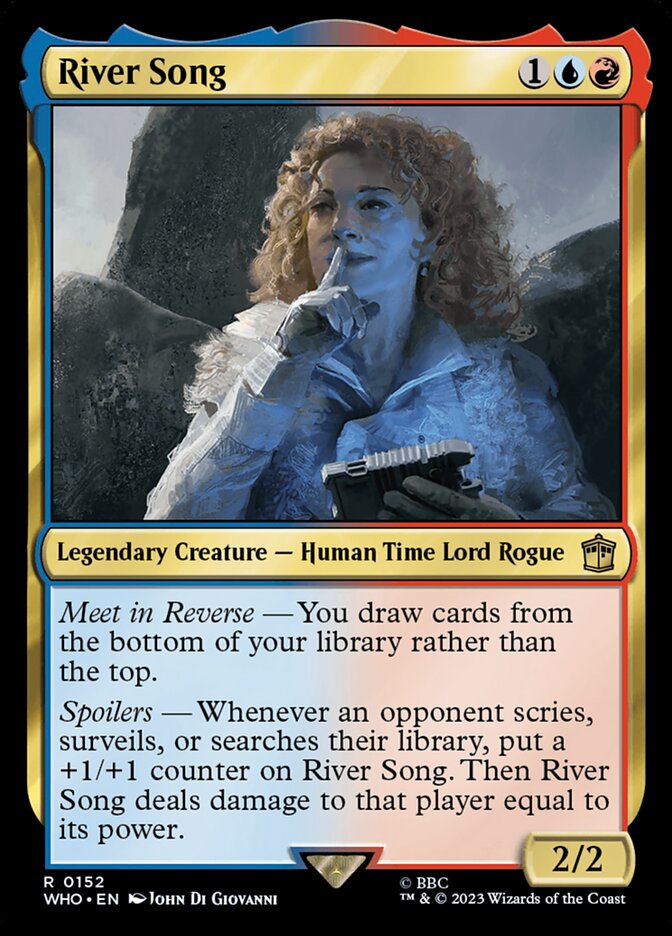 River Song 1
Legendary Creature — Human Time Lord Rogue
Meet in Reverse — You draw cards from
the bottom of your library rather than
the top.
Spoilers — Whenever an opponent scries,
surveils, or searches their library, put a
+1/+1 counter on River Song. Then River
Song deals damage to that player equal to
its power.
2/2
R 0152
WHO • EN John Di Giovanni
© BBC
™ & © 2023 Wizards of the Coast